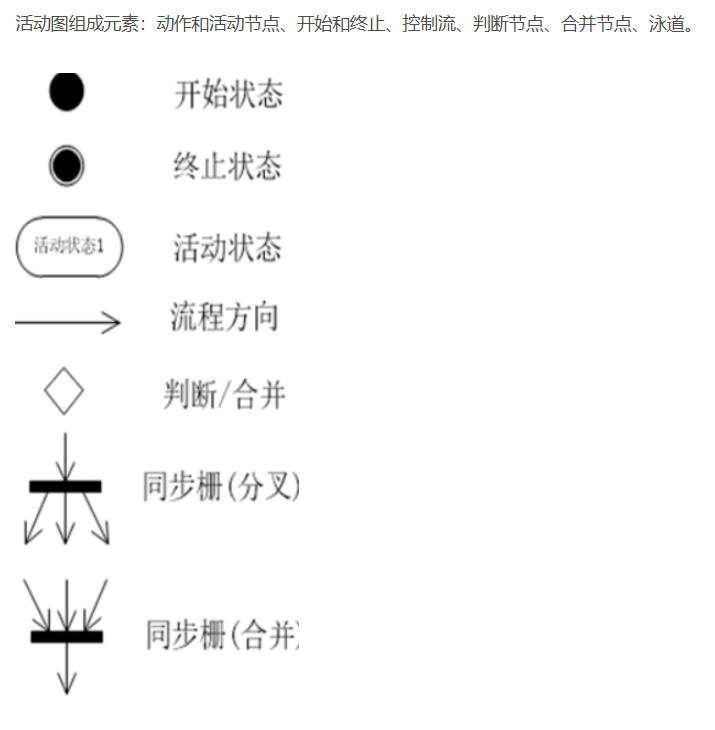 活动图组成元素：动作和活动节点、开始和终止、控制流、判断节点、合并节点、泳道。
开始状态
终止状态
活动状态1 活动状态
流程方向
判断/合并
同步栅(分叉)
同步栅(合并)